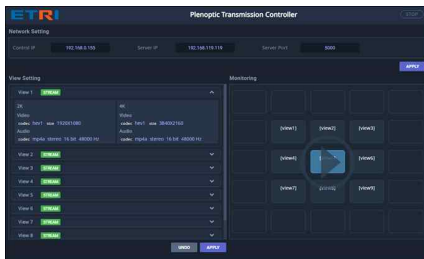 ETRI
Plenoptic Transmission Controller
STOP
Network Setting
Control IP
192.168.0.193
Server IP
192.168.119.119
Server Port
5000
APPLY
View Setting
Monitoring
View 1 STREAM
2K
Video
codec hev1 size 1920X1080
Audio
codec mp4a stereo 16 bit 48000 Hz
4K
Video
codec hev1 size 3840X2160
Audio
codec mp4a stereo 16 bit 48000 Hz
View 2 STREAM
View 3 STREAM
View 4 STREAM
View 5 STREAM
View 6 STREAM
View 7 STREAM
View 8 STREAM
UNDO APPLY
[view1] [view2] [view3]
[view4] [view6]
[view7] [view8] [view9]